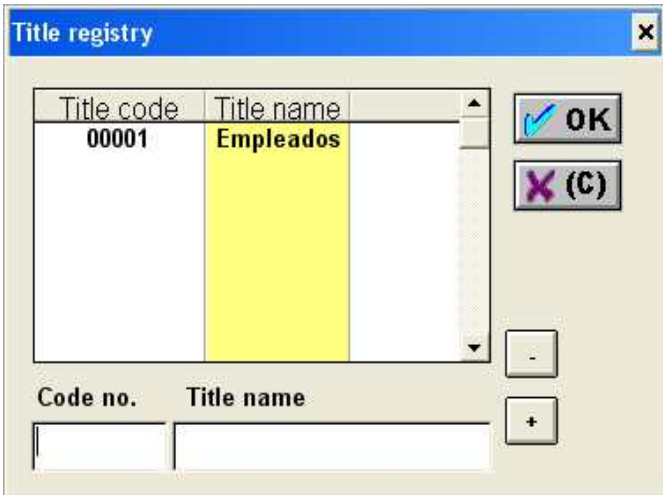 Title registry
Title code Title name
00001 Empleados
OK
(C)
-
Code no. Title name
+